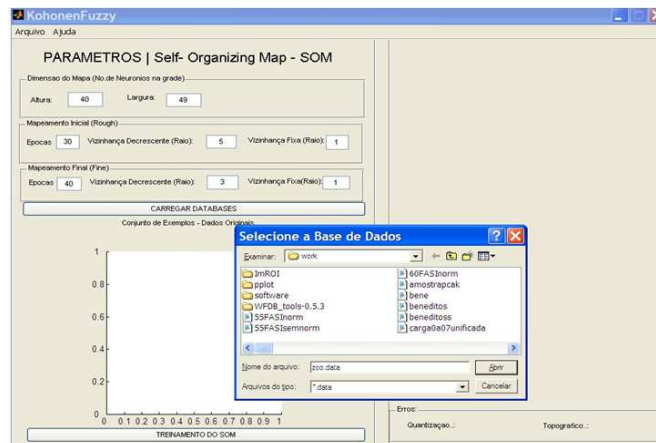 KohonenFuzzy
Arquivo Ajuda
PARAMETROS | Self- Organizing Map - SOM
Dimensao do Mapa (No.de Neuronios na grade)
Altura: 40 Largura: 49
Mapeamento Inicial (Rough)
Epocas 30 Vizinhança Decrescente (Raio): 5 Vizinhança Fixa (Raio): 1
Mapeamento Final (Fine)
Epocas 40 Vizinhança Decrescente (Raio): 3 Vizinhança Fixa(Raio): 1
CARREGAR DATABASES
Conjunto de Exemplos - Dados Originais
1
0.8
0.6
0.4
0.2
0
0 0.1 0.2 0.3 0.4 0.5 0.6 0.7 0.8 0.9 1
TREINAMENTO DO SOM
Selecione a Base de Dados
Examinar: work
ImROI
pplot
software
WFDB_tools-0.5.3
55FASInorm
55FASIsemnorm
60FASInorm
amostrapcak
bene
beneditos
beneditoss
carga0a07unificada
Nome do arquivo: zoo.data Abrir
Arquivos do tipo: *.data Cancelar
Erros:
Quantizaçao..: Topografico..: